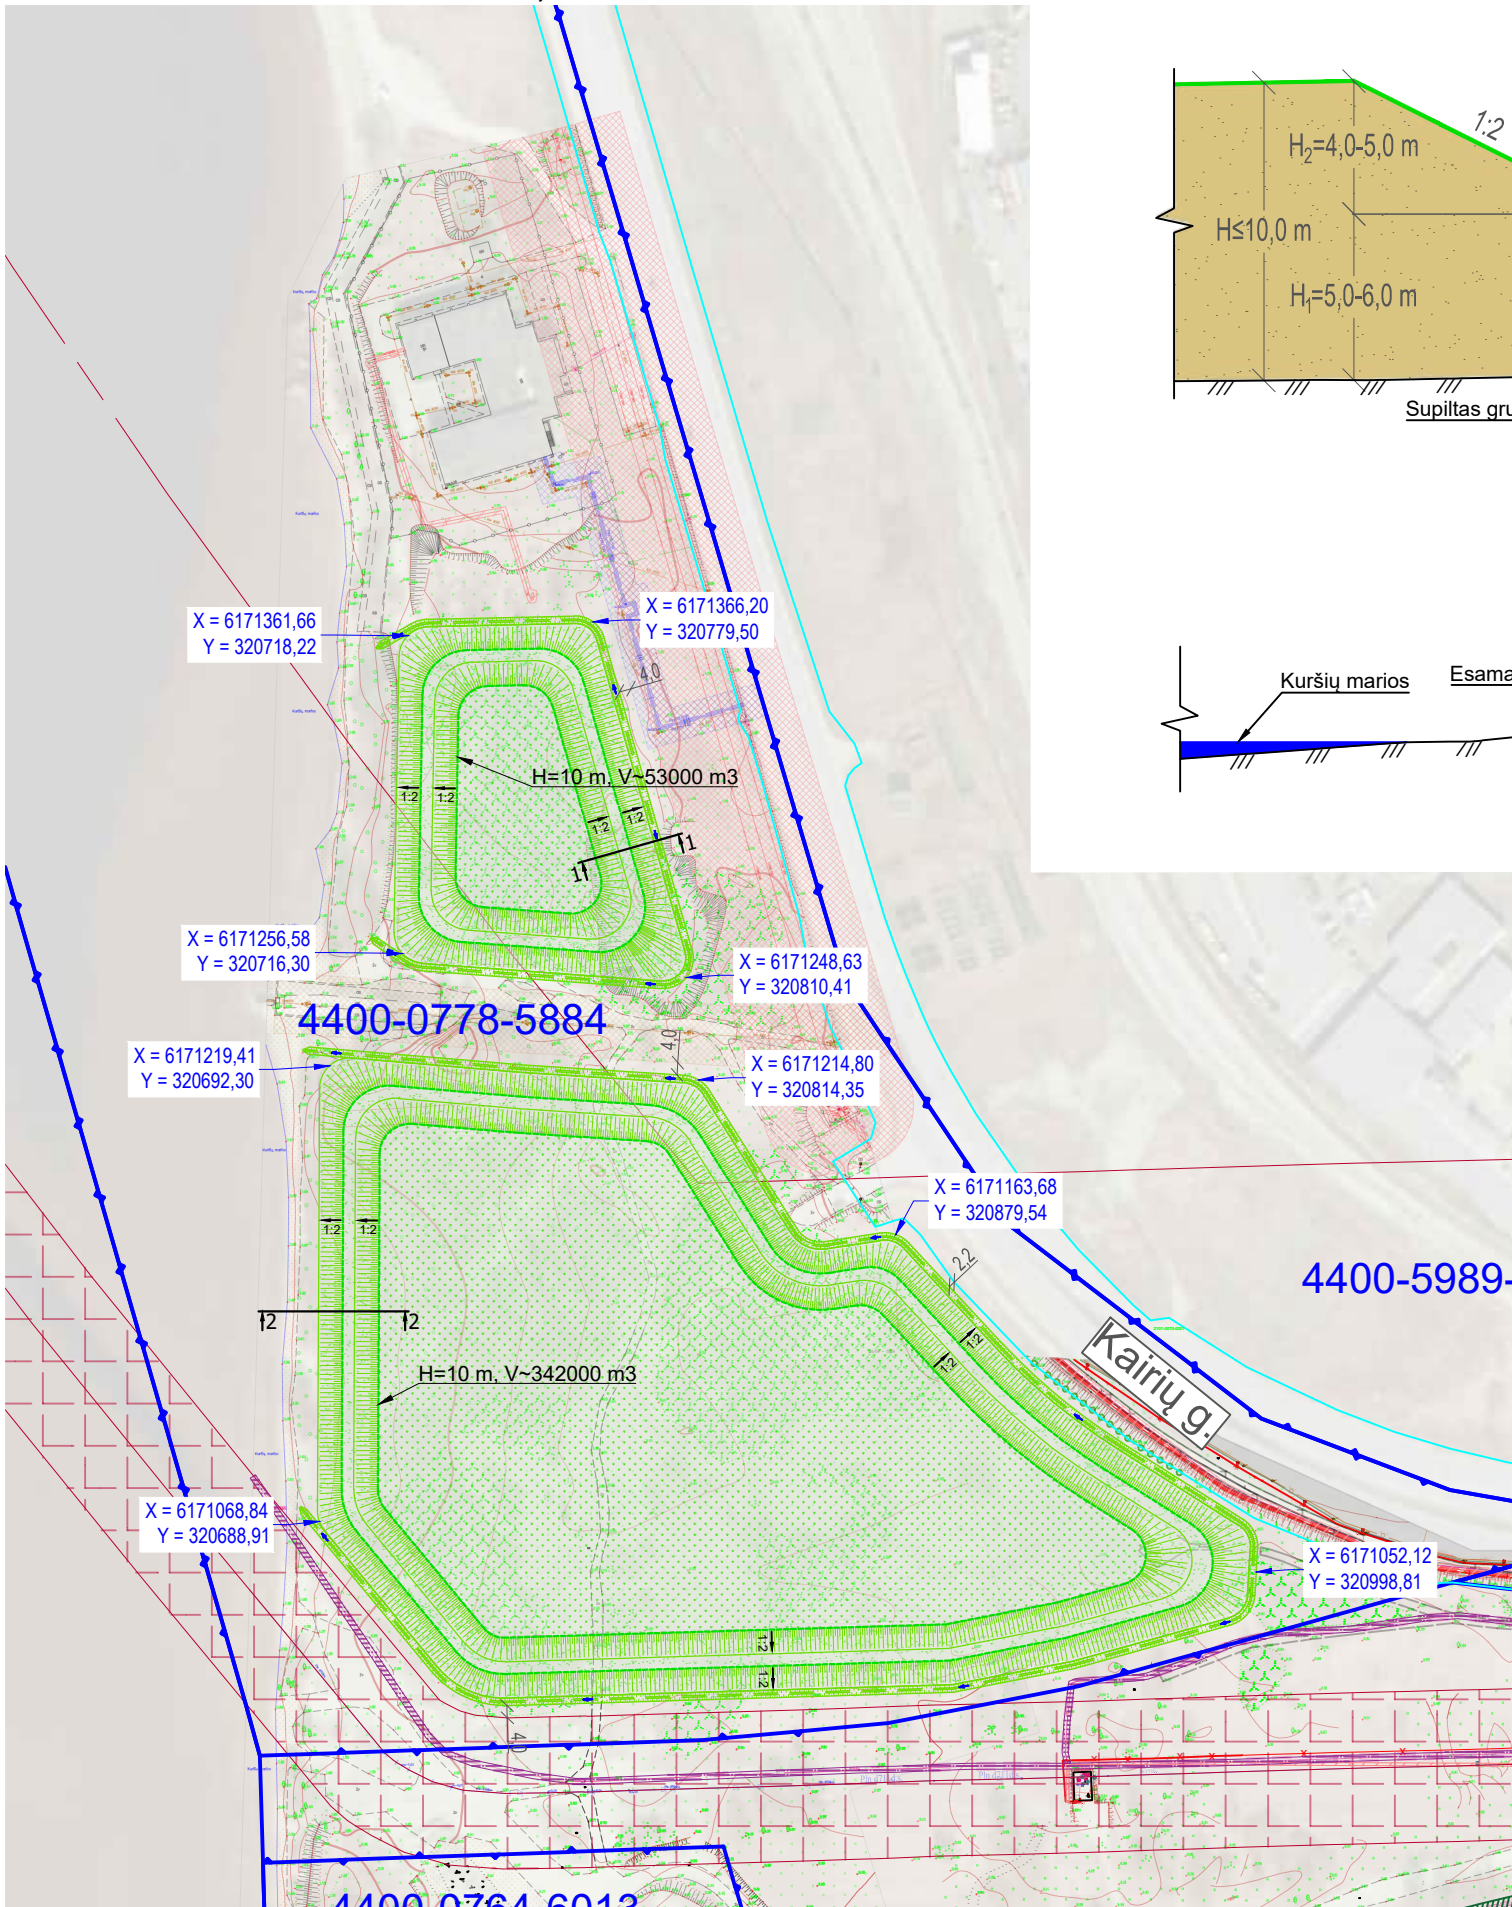 1:2
H2=4,0-5,0 m
H≤10,0 m
H1=5,0-6,0 m
Supiltas gru
Kuršių marios
Esama
X = 6171361,66
Y = 320718,22
X = 6171366,20
Y = 320779,50
4,0
H=10 m, V~53000 m3
1:2
1:2
1:2
1:2
1
1
X = 6171256,58
Y = 320716,30
X = 6171248,63
Y = 320810,41
4400-0778-5884
4,0
X = 6171219,41
Y = 320692,30
X = 6171214,80
Y = 320814,35
X = 6171163,68
Y = 320879,54
1:2
1:2
2,2
4400-5989-
2
2
1:2
1:2
Kairių g.
H=10 m, V~342000 m3
X = 6171068,84
Y = 320688,91
X = 6171052,12
Y = 320998,81
1:2
1:2
4,0
4400-0764-6013